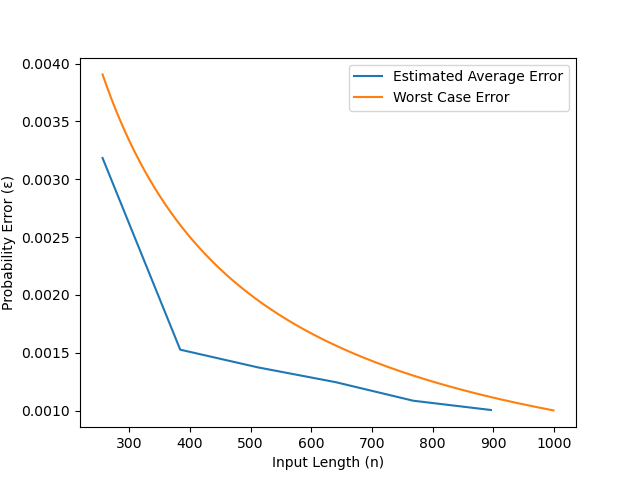 Estimated Average Error
Worst Case Error
Probability Error (ε)
0.0040
0.0035
0.0030
0.0025
0.0020
0.0015
0.0010
300 400 500 600 700 800 900 1000
Input Length (n)